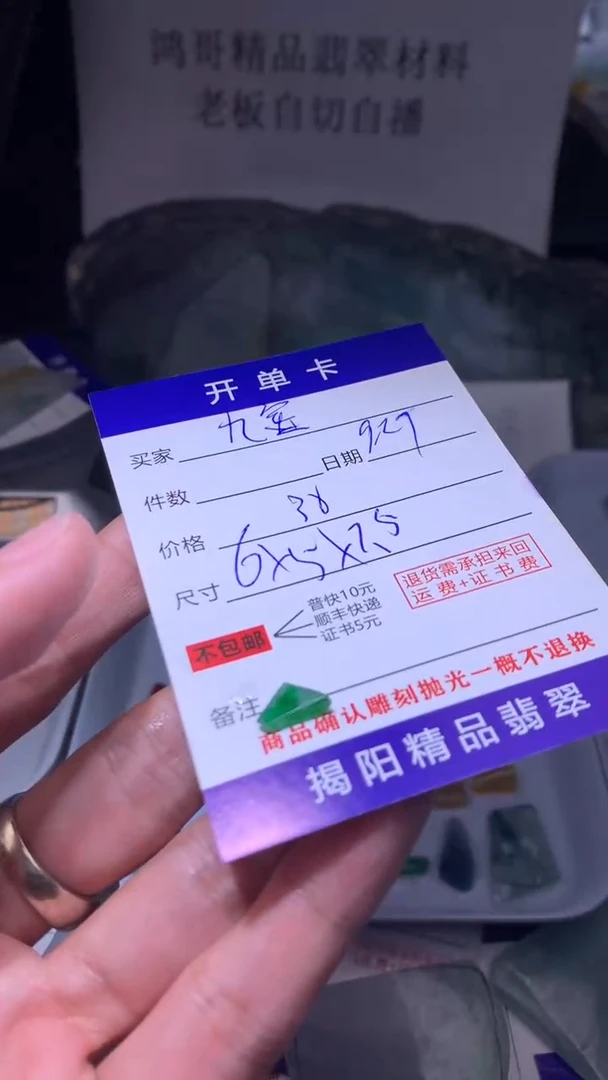 鸿哥精品翡翠材料
老板自切自播
开单卡
买家
日期 9.29
件数
价格 38
尺寸 6×5×2.5
不包邮
普快10元
顺丰快递
证书5元
退货需承担来回
运费+证书费
备注
商品确认雕刻抛光一概不退换
揭阳精品翡翠